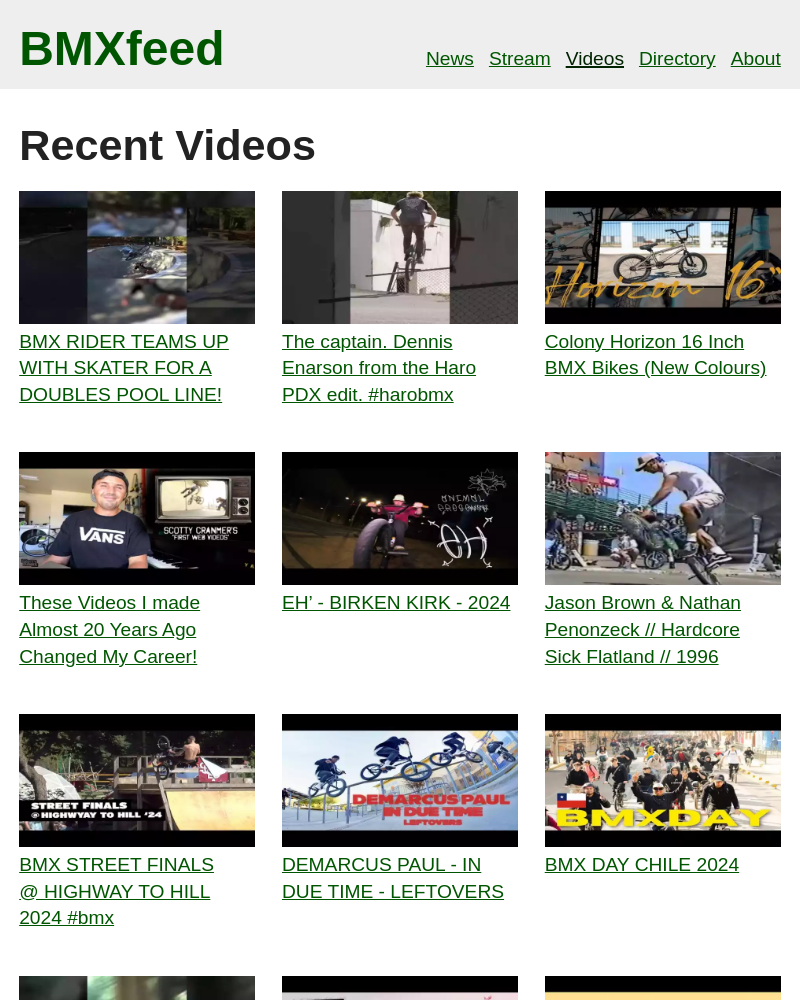 BMXfeed
News Stream Videos Directory About
Recent Videos
BMX RIDER TEAMS UP
WITH SKATER FOR A
DOUBLES POOL LINE!
The captain. Dennis
Enarson from the Haro
PDX edit. #harobmx
Horizon 16"
Colony Horizon 16 Inch
BMX Bikes (New Colours)
VANS
SCOTTY CRANMER'S
"FIRST WEB VIDEOS"
These Videos I made
Almost 20 Years Ago
Changed My Career!
ANIMAL
EH
EH’ - BIRKEN KIRK - 2024
Jason Brown & Nathan
Penonzeck // Hardcore
Sick Flatland // 1996
STREET FINALS
@ HIGHWYAY TO HILL '24
BMX STREET FINALS
@ HIGHWAY TO HILL
2024 #bmx
DEMARCUS PAUL
IN DUE TIME
LEFTOVERS
DEMARCUS PAUL - IN
DUE TIME - LEFTOVERS
BMXDAY
BMX DAY CHILE 2024